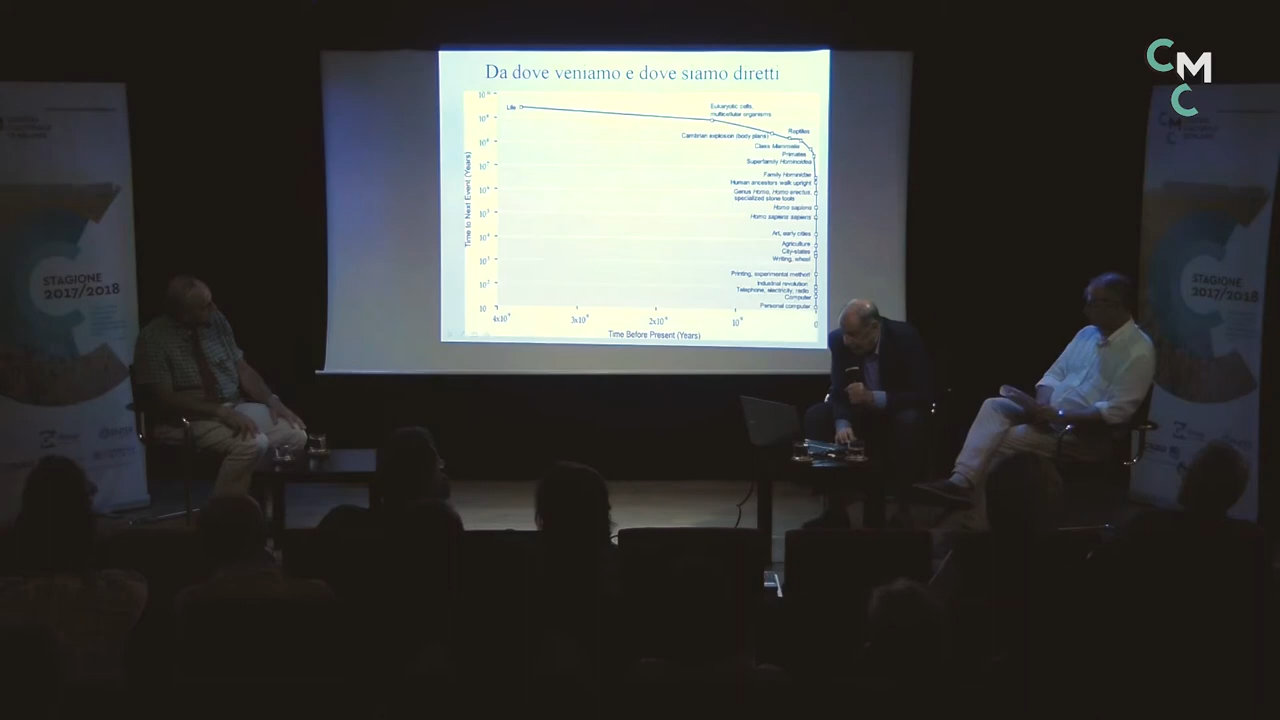 Da dove veniamo e dove siamo diretti
Life
Eukaryotic cells,
multicellular organisms
Reptiles
Cambrian explosion (body plans)
Class Mammalia
Primates
Superfamily Hominoidea
Family Hominidae
Human ancestors walk upright
Genus Homo, Homo erectus,
specialized stone tools
Homo sapiens
Homo sapiens sapiens
Art, early cities
Agriculture
City-states
Writing, wheel
Printing, experimental method
Industrial revolution
Telephone, electricity, radio
Computer
Personal computer
Time to Next Event (Years)
0
Time Before Present (Years)
C
M
C
STAGIONE
2017/2018
STAGIONE
2017/2018